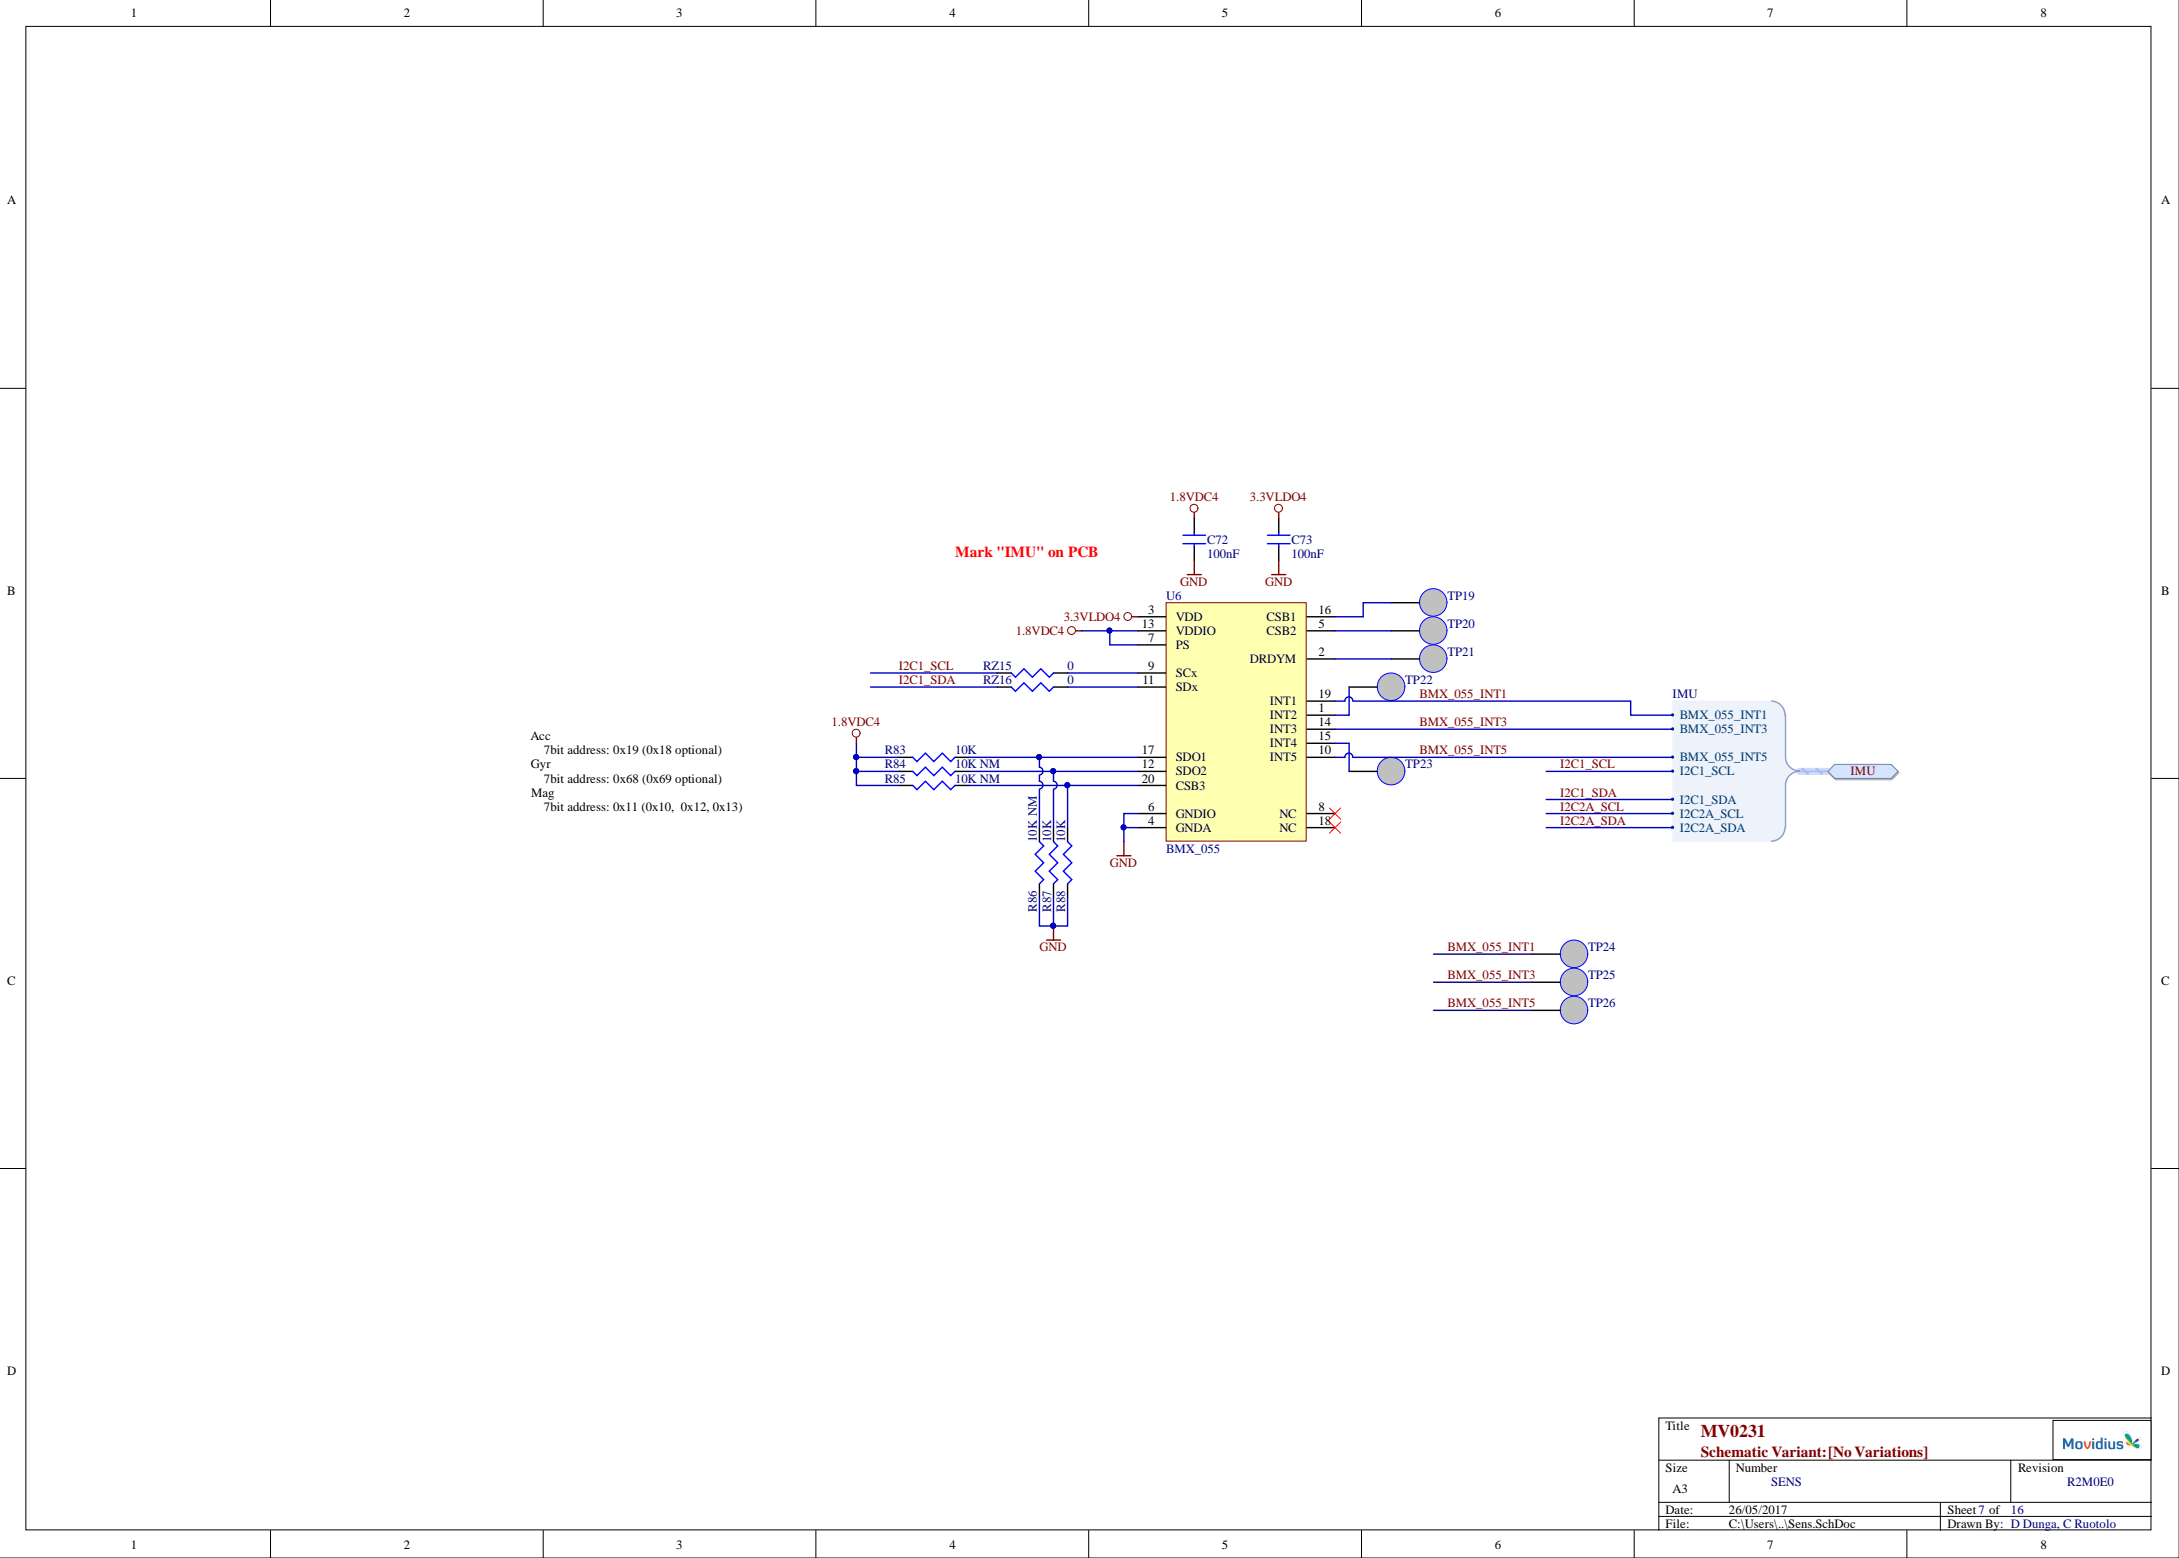 1 2 3 4 5 6 7 8
A A
B B
C C
D D
1.8VDC4 3.3VLDO4
C72 C73
100nF 100nF
GND GND
Mark "IMU" on PCB
U6
3.3VLDO4 3 VDD CSB1 16 TP19
1.8VDC4 13 VDDIO CSB2 5 TP20
7 PS
DRDYM 2 TP21
I2C1_SCL RZ15 0 9 SCx
I2C1_SDA RZ16 0 11 SDx
TP22
INT1 19 BMX_055_INT1
INT2 1
INT3 14 BMX_055_INT3
INT4 15
INT5 10 BMX_055_INT5
TP23
1.8VDC4
R83 10K 17 SDO1
R84 10K NM 12 SDO2
R85 10K NM 20 CSB3
6 GNDIO NC 8
4 GNDA NC 18
GND
BMX_055
10K NM 10K 10K
R86 R87 R88
GND
Acc
7bit address: 0x19 (0x18 optional)
Gyr
7bit address: 0x68 (0x69 optional)
Mag
7bit address: 0x11 (0x10, 0x12, 0x13)
IMU
BMX_055_INT1
BMX_055_INT3
BMX_055_INT5
I2C1_SCL I2C1_SCL
I2C1_SDA I2C1_SDA
I2C2A_SCL I2C2A_SCL
I2C2A_SDA I2C2A_SDA
IMU
BMX_055_INT1 TP24
BMX_055_INT3 TP25
BMX_055_INT5 TP26
Title MV0231
Schematic Variant:[No Variations]
Movidius
Size Number Revision
A3 SENS R2M0E0
Date: 26/05/2017 Sheet 7 of 16
File: C:\Users\..\Sens.SchDoc Drawn By: D Dunga, C Ruotolo
1 2 3 4 5 6 7 8